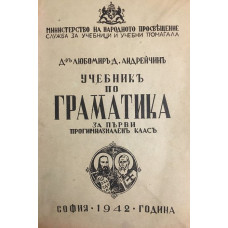 МИНИСТЕРСТВО НА НАРОДНОТО ПРОСВѢЩЕНИЕ
СЛУЖБА ЗА УЧЕБНИЦИ И УЧЕБНИ ПОМАГАЛА
Д-РЪ ЛЮБОМИРЪ Д. АНДРЕЙЧИНЪ
УЧЕБНИКЪ
ПО
ГРАМАТИКА
ЗА ПЪРВИ
ПРОГИМНАЗИАЛЕНЪ КЛАСЪ
СОФИЯ · 1942 · ГОДИНА